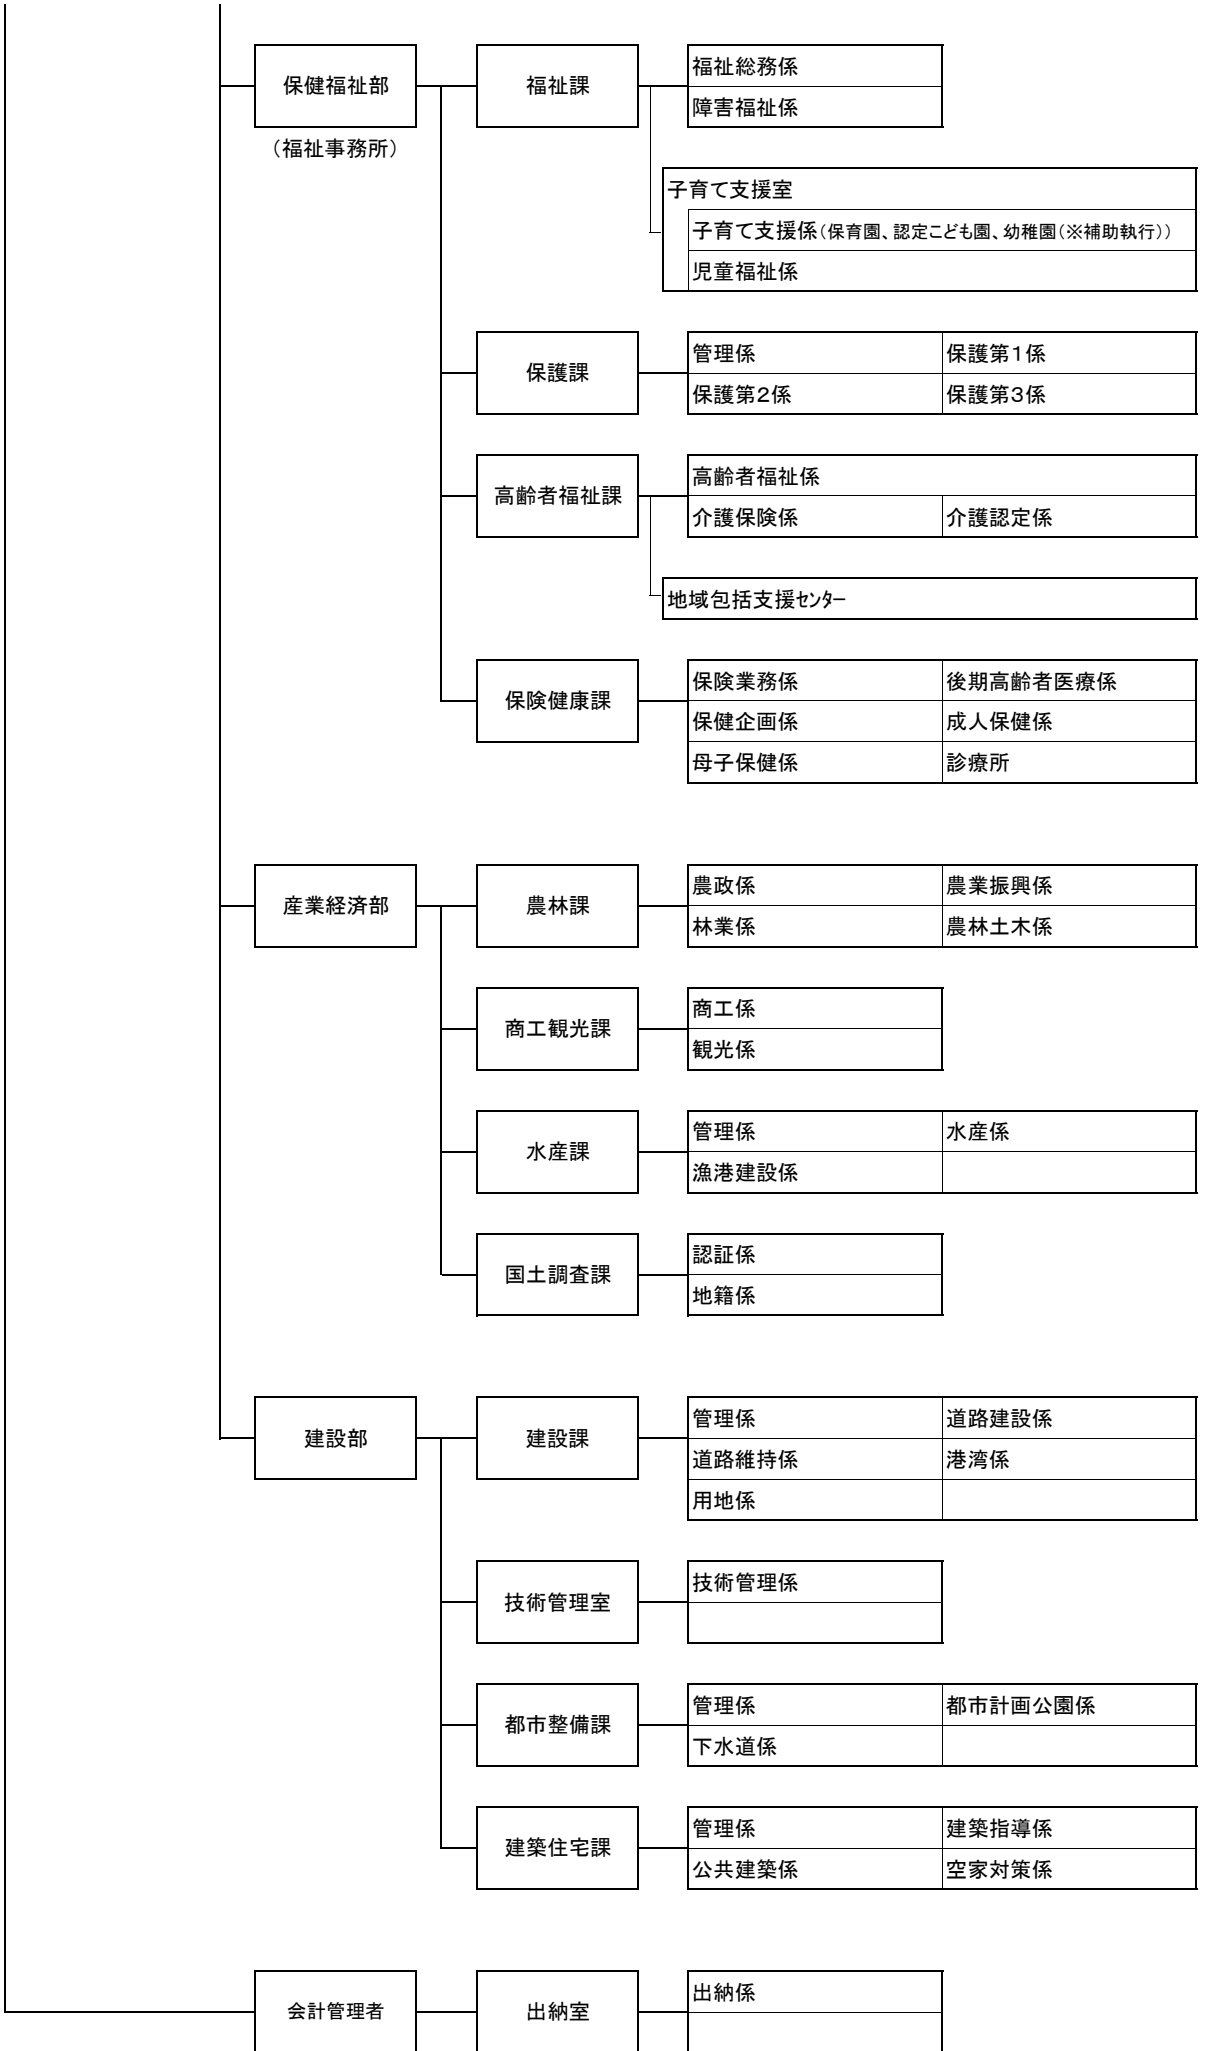 保健福祉部
(福祉事務所)
福祉課
福祉総務係
障害福祉係
子育て支援室
子育て支援係(保育園、認定こども園、幼稚園(※補助執行))
児童福祉係
保護課
管理係 保護第1係
保護第2係 保護第3係
高齢者福祉課
高齢者福祉係
介護保険係 介護認定係
地域包括支援ｾﾝﾀｰ
保険健康課
保険業務係 後期高齢者医療係
保健企画係 成人保健係
母子保健係 診療所
産業経済部
農林課
農政係 農業振興係
林業係 農林土木係
商工観光課
商工係
観光係
水産課
管理係 水産係
漁港建設係
国土調査課
認証係
地籍係
建設部
建設課
管理係 道路建設係
道路維持係 港湾係
用地係
技術管理室
技術管理係
都市整備課
管理係 都市計画公園係
下水道係
建築住宅課
管理係 建築指導係
公共建築係 空家対策係
会計管理者
出納室
出納係